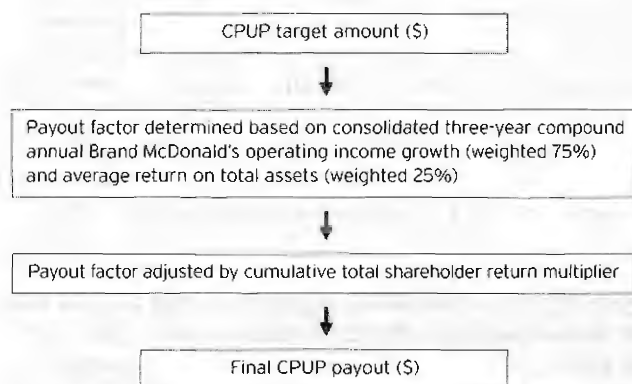 CPUP target amount ($)
Payout factor determined based on consolidated three-year compound
annual Brand McDonald's operating income growth (weighted 75%)
and average return on total assets (weighted 25%)
Payout factor adjusted by cumulative total shareholder return multiplier
Final CPUP payout ($)